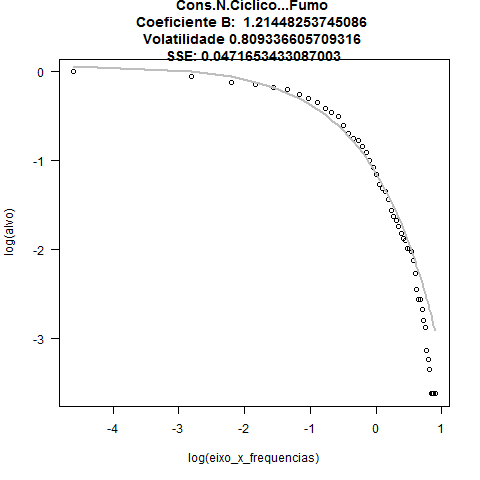 Cons.N.Ciclico...Fumo
Coeficiente B:  1.21448253745086
Volatilidade 0.809336605709316
SSE: 0.0471653433087003
0
-1
-2
-3
log(alvo)
-4
-3
-2
-1
0
1
log(eixo_x_frequencias)